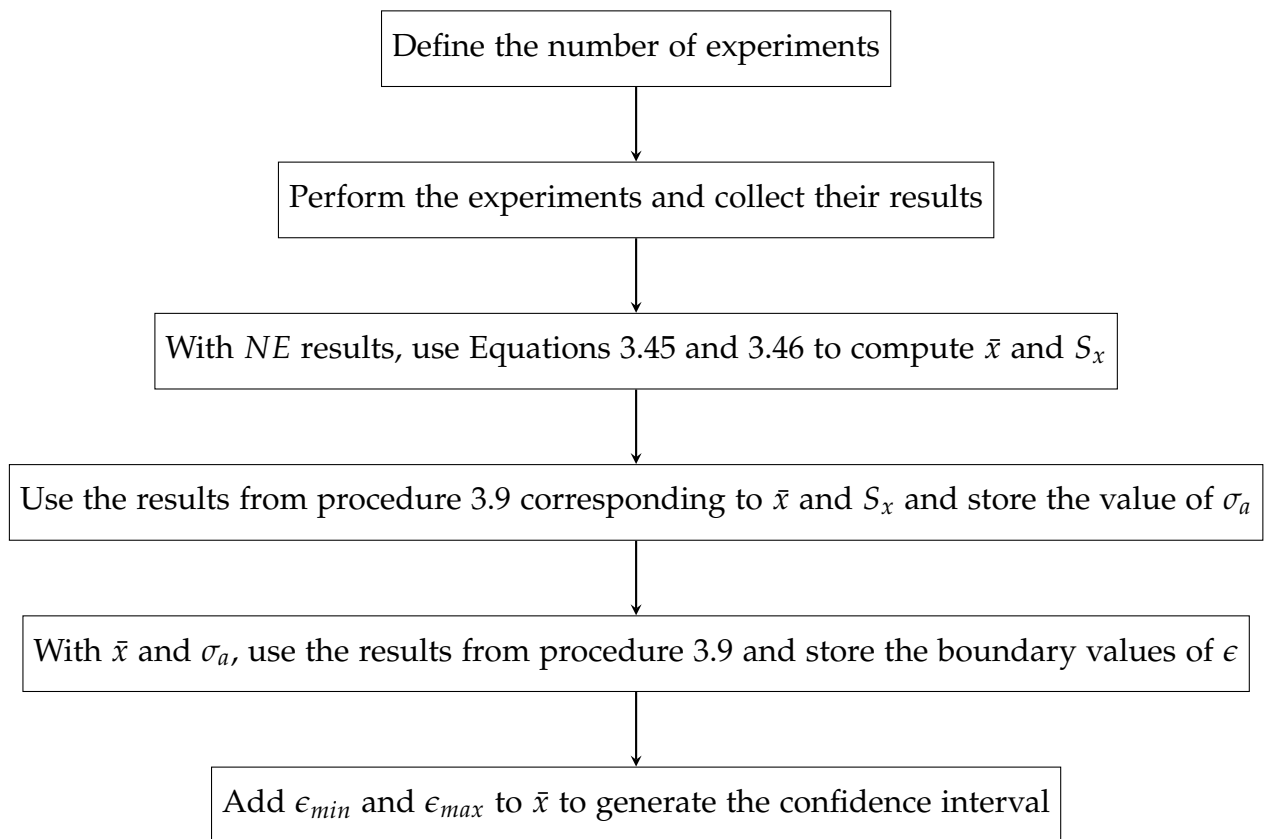 Define the number of experiments
Perform the experiments and collect their results
With NE results, use Equations 3.45 and 3.46 to compute x̄ and Sₓ
Use the results from procedure 3.9 corresponding to x̄ and Sₓ and store the value of σₐ
With x̄ and σₐ, use the results from procedure 3.9 and store the boundary values of ϵ
Add ϵ_min and ϵ_max to x̄ to generate the confidence interval